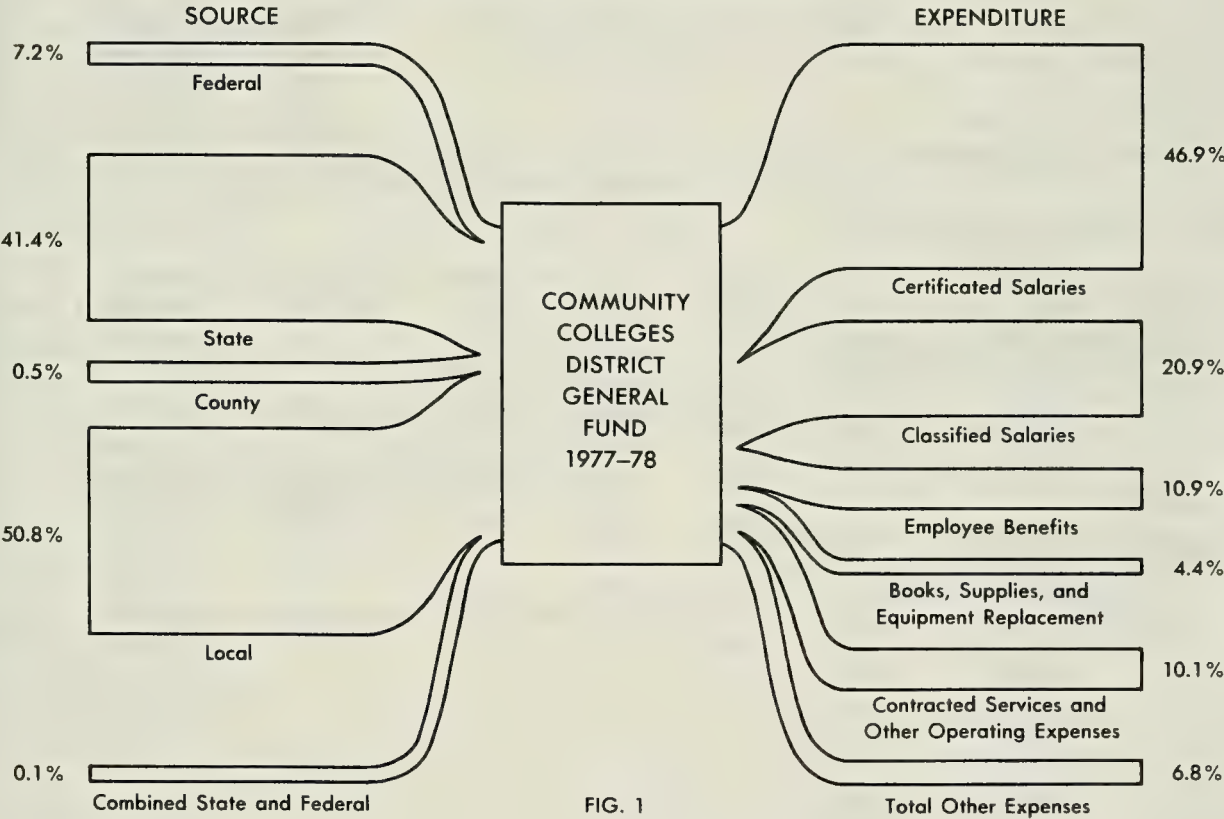 SOURCE
7.2%
Federal
41.4%
State
0.5%
County
50.8%
Local
0.1%
Combined State and Federal
COMMUNITY
COLLEGES
DISTRICT
GENERAL
FUND
1977–78
EXPENDITURE
46.9%
Certificated Salaries
20.9%
Classified Salaries
10.9%
Employee Benefits
4.4%
Books, Supplies, and
Equipment Replacement
10.1%
Contracted Services and
Other Operating Expenses
6.8%
Total Other Expenses
FIG. 1